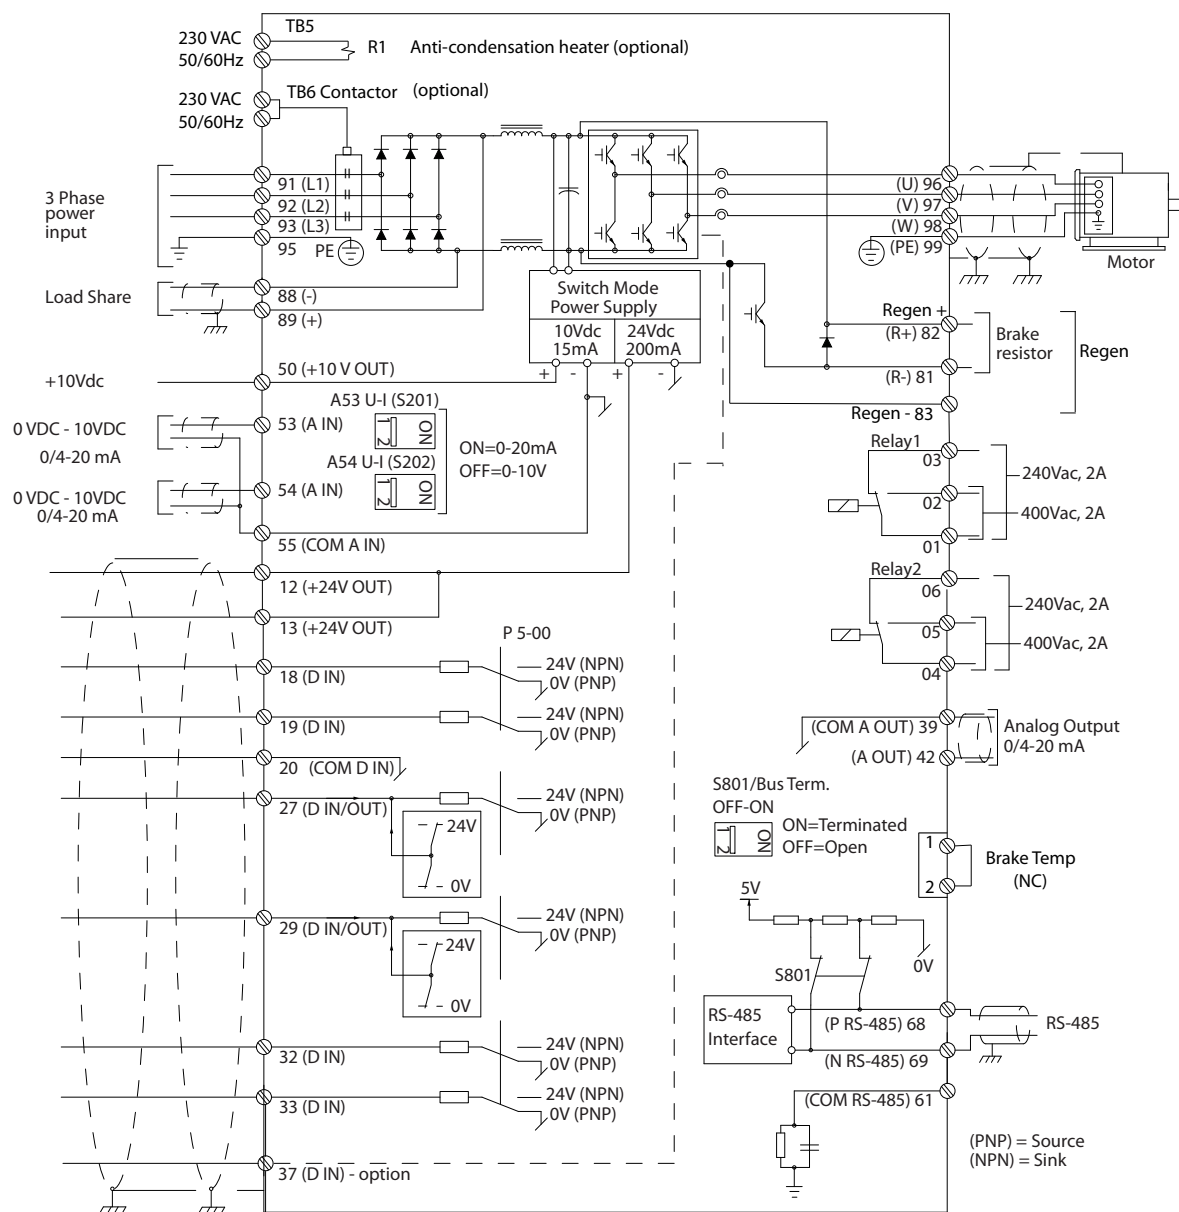 TB5
230 VAC
50/60Hz
R1
Anti-condensation heater (optional)
230 VAC
50/60Hz
TB6 Contactor (optional)
3 Phase
power
input
91 (L1)
92 (L2)
93 (L3)
95
PE
(U) 96
(V) 97
(W) 98
(PE) 99
Motor
Load Share
88 (-)
89 (+)
Switch Mode
Power Supply
10Vdc
15mA
24Vdc
200mA
+ - + -
Regen +
(R+) 82
Brake
resistor
Regen
(R-) 81
Regen - 83
+10Vdc
50 (+10 V OUT)
0 VDC - 10VDC
0/4-20 mA
53 (A IN)
A53 U-I (S201)
1 2
ON
A54 U-I (S202)
1 2
ON
ON=0-20mA
OFF=0-10V
0 VDC - 10VDC
0/4-20 mA
54 (A IN)
55 (COM A IN)
12 (+24V OUT)
13 (+24V OUT)
Relay1
03
240Vac, 2A
02
400Vac, 2A
01
Relay2
06
240Vac, 2A
05
400Vac, 2A
04
P 5-00
18 (D IN)
24V (NPN)
0V (PNP)
19 (D IN)
24V (NPN)
0V (PNP)
20 (COM D IN)
27 (D IN/OUT)
24V (NPN)
0V (PNP)
24V
0V
29 (D IN/OUT)
24V (NPN)
0V (PNP)
24V
0V
32 (D IN)
24V (NPN)
0V (PNP)
33 (D IN)
24V (NPN)
0V (PNP)
37 (D IN) - option
(COM A OUT) 39
(A OUT) 42
Analog Output
0/4-20 mA
S801/Bus Term.
OFF-ON
1 2
ON
ON=Terminated
OFF=Open
1
2
Brake Temp
(NC)
5V
0V
S801
RS-485
Interface
(P RS-485) 68
(N RS-485) 69
RS-485
(COM RS-485) 61
(PNP) = Source
(NPN) = Sink